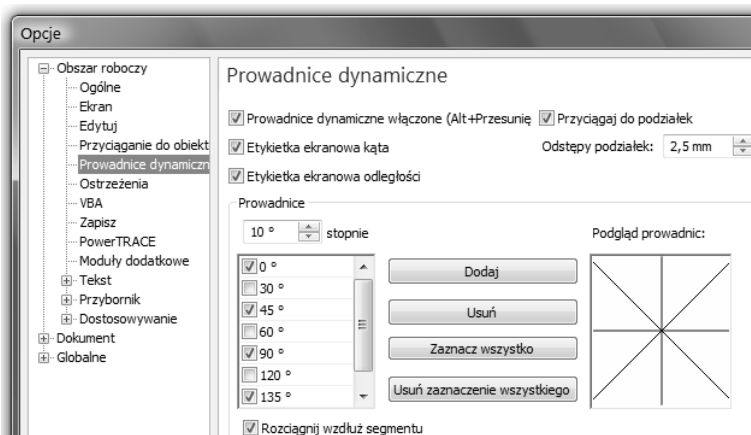 Opcje
Obszar roboczy
Ogólne
Ekran
Edytuj
Przyciąganie do obiekt
Prowadnice dynamiczn
Ostrzeżenia
VBA
Zapisz
PowerTRACE
Moduły dodatkowe
Tekst
Przybornik
Dostosowywanie
Dokument
Globalne
Prowadnice dynamiczne
Prowadnice dynamiczne włączone (Alt+Przesunię Przyciągaj do podziałek
Etykietka ekranowa kąta Odstępy podziałek: 2,5 mm
Etykietka ekranowa odległości
Prowadnice
10 ° stopnie Podgląd prowadnic:
0 °
30 °
45 °
60 °
90 °
120 °
135 °
Dodaj
Usuń
Zaznacz wszystko
Usuń zaznaczenie wszystkiego
Rozciągnij wzdłuż segmentu